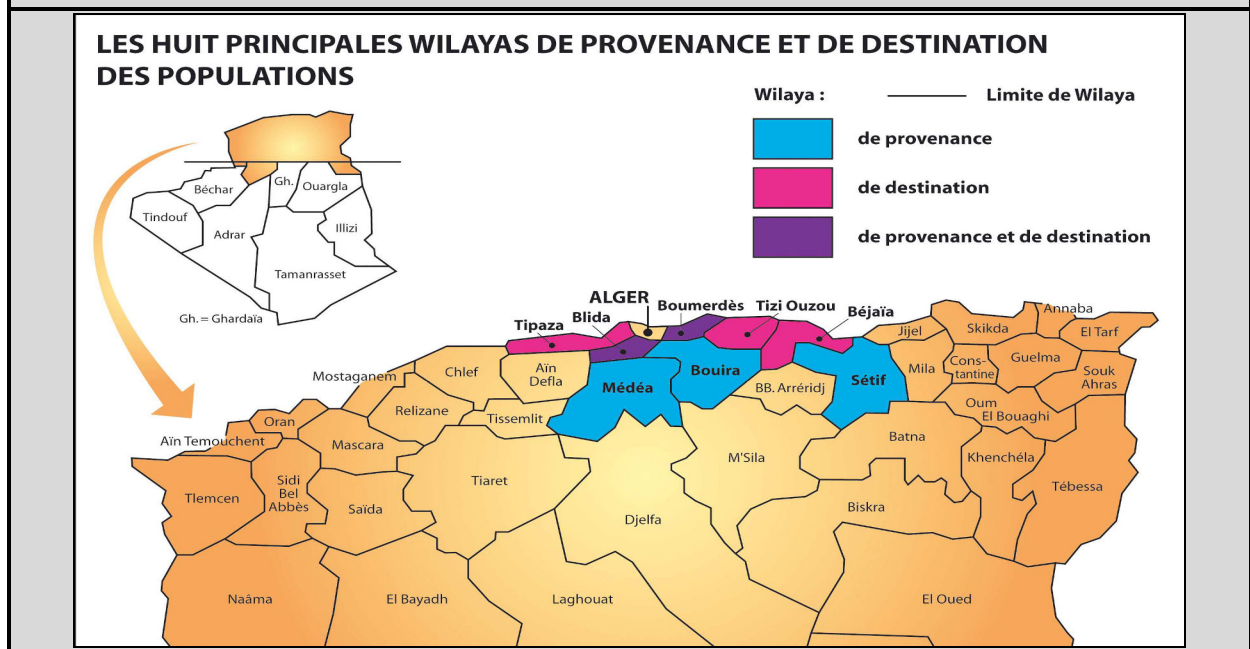 LES HUIT PRINCIPALES WILAYAS DE PROVENANCE ET DE DESTINATION
DES POPULATIONS
Wilaya :
Limite de Wilaya
de provenance
de destination
de provenance et de destination
Béchar
Gh.
Ouargla
Tindouf
Adrar
Illizi
Tamanrasset
Gh. = Ghardaïa
ALGER
Boumerdès
Tizi Ouzou
Béjaïa
Blida
Tipaza
Annaba
Jijel
Skikda
El Tarf
Mostaganem
Chlef
Aïn
Defla
Médéa
Bouira
BB. Arréridj
Sétif
Mila
Cons-
tantine
Guelma
Souk
Ahras
Relizane
Tissemlit
Oum
El Bouaghi
Oran
Aïn Temouchent
Mascara
Batna
Khenchéla
Tlemcen
Sidi
Bel
Abbès
Saïda
Tiaret
M'Sila
Djelfa
Biskra
Tébessa
Naâma
El Bayadh
Laghouat
El Oued